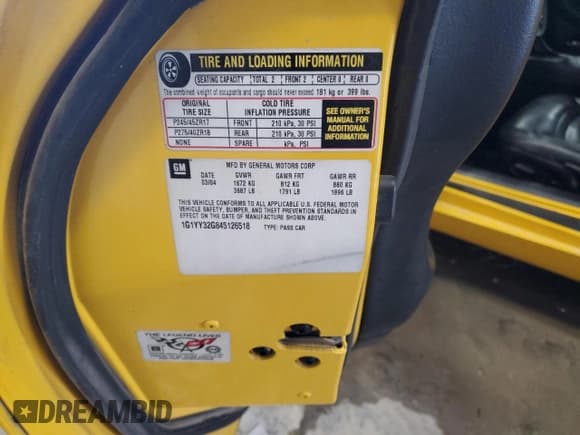 TIRE AND LOADING INFORMATION
SEATING CAPACITY TOTAL 2 FRONT 2 CENTER 0 REAR 0
The combined weight of occupants and cargo should never exceed 181 kg or 399 lbs.
ORIGINAL TIRE SIZE COLD TIRE INFLATION PRESSURE
P245/45ZR17 FRONT 210 kPa, 30 PSI
P275/40ZR18 REAR 210 kPa, 30 PSI
NONE SPARE kPa, PSI
SEE OWNER'S
MANUAL FOR
ADDITIONAL
INFORMATION
GM
MFD BY GENERAL MOTORS CORP
DATE GVWR GAWR FRT GAWR RR
03/04 1672 KG 812 KG 860 KG
3687 LB 1791 LB 1896 LB
THIS VEHICLE CONFORMS TO ALL APPLICABLE U.S. FEDERAL MOTOR
VEHICLE SAFETY, BUMPER, AND THEFT PREVENTION STANDARDS IN
EFFECT ON THE DATE OF MANUFACTURE SHOWN ABOVE.
1G1YY32G845126518 TYPE: PASS CAR
THE LEGEND LIVES
DREAMBID